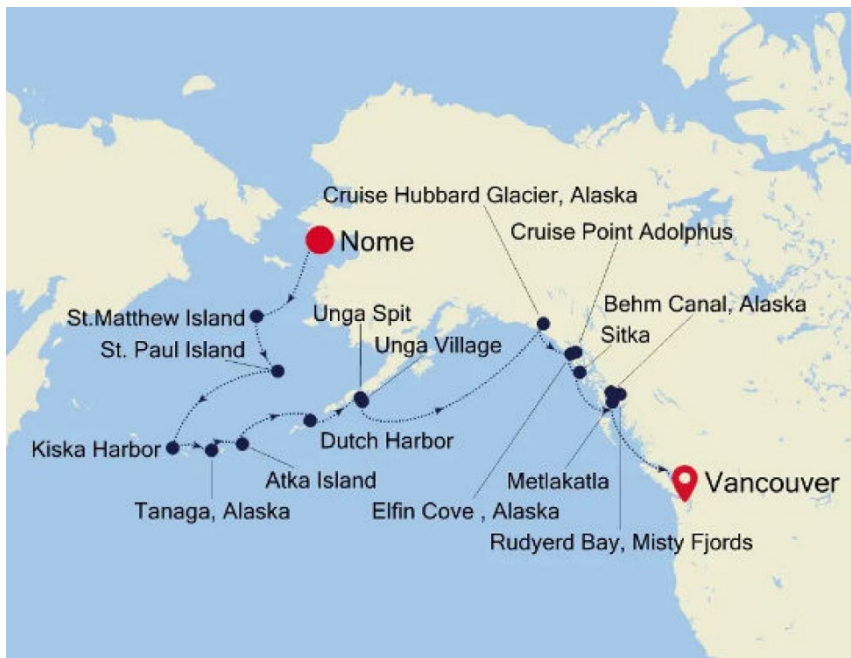 Cruise Hubbard Glacier, Alaska
Cruise Point Adolphus
Nome
Behm Canal, Alaska
St.Matthew Island
Unga Spit
Sitka
St. Paul Island
Unga Village
Kiska Harbor
Dutch Harbor
Atka Island
Metlakatla
Vancouver
Tanaga, Alaska
Elfin Cove , Alaska
Rudyerd Bay, Misty Fjords